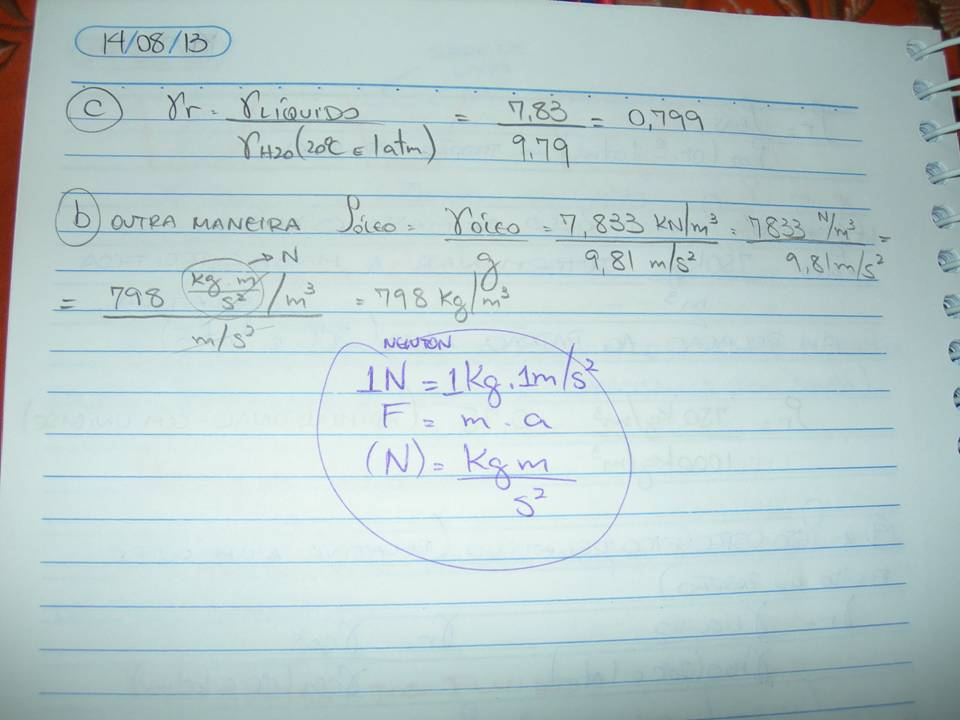 14/08/13
c γr = γLÍQUIDO / γH2O (20°C E 1atm) = 7,83 / 9.79 = 0,799
b OUTRA MANEIRA ρóleo = γóleo / g = 7,833 KN/m³ / 9,81 m/s² = 7833 N/m³ / 9,81 m/s² =
= 798 (kg . m / s²) → N / m³ / m/s² = 798 kg/m³
NEWTON
1N = 1Kg . 1m/s²
F = m . a
(N) = Kg m / s²